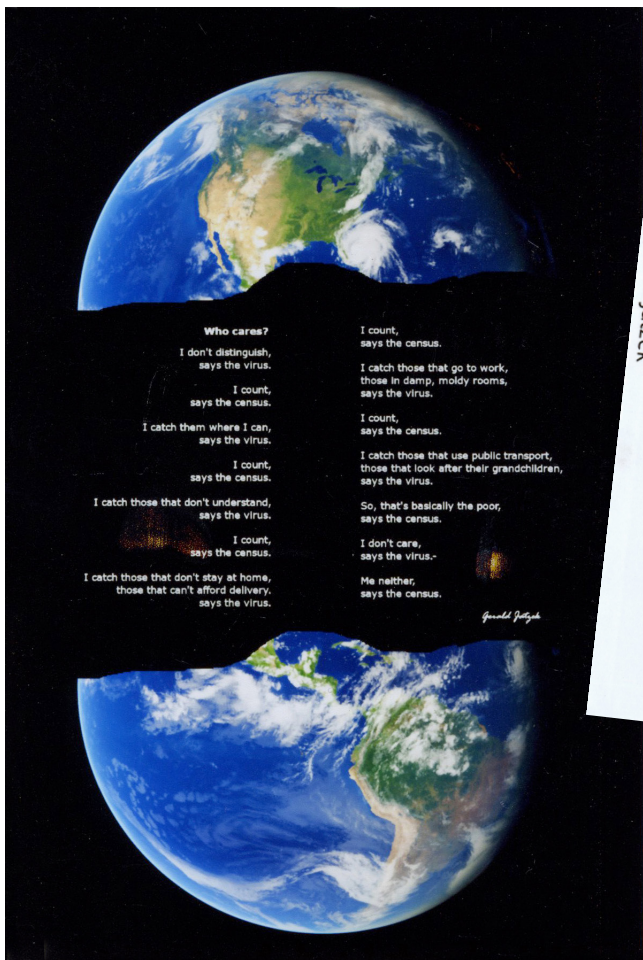 Who cares?
I don't distinguish,
says the virus.
I count,
says the census.
I catch them where I can,
says the virus.
I count,
says the census.
I catch those that don't understand,
says the virus.
I count,
says the census.
I catch those that don't stay at home,
those that can't afford delivery.
says the virus.
I count,
says the census.
I catch those that go to work,
those in damp, moldy rooms,
says the virus.
I count,
says the census.
I catch those that use public transport,
those that look after their grandchildren,
says the virus.
So, that's basically the poor,
says the census.
I don't care,
says the virus.-
Me neither,
says the census.
Gerald Jatzek